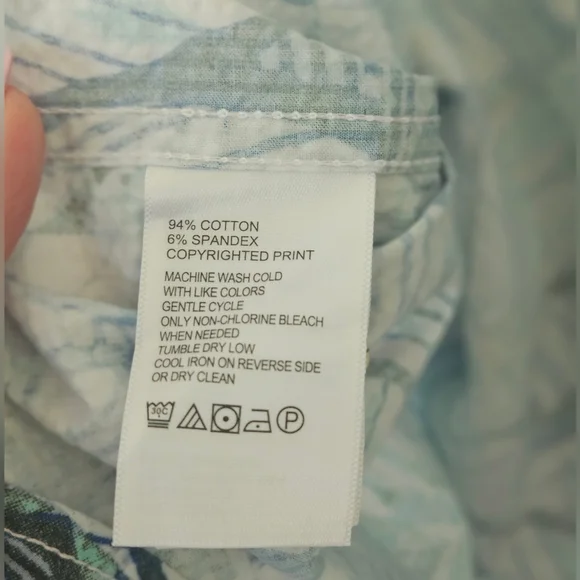 94% COTTON
6% SPANDEX
COPYRIGHTED PRINT
MACHINE WASH COLD
WITH LIKE COLORS
GENTLE CYCLE
ONLY NON-CHLORINE BLEACH
WHEN NEEDED
TUMBLE DRY LOW
COOL IRON ON REVERSE SIDE
OR DRY CLEAN
30C P